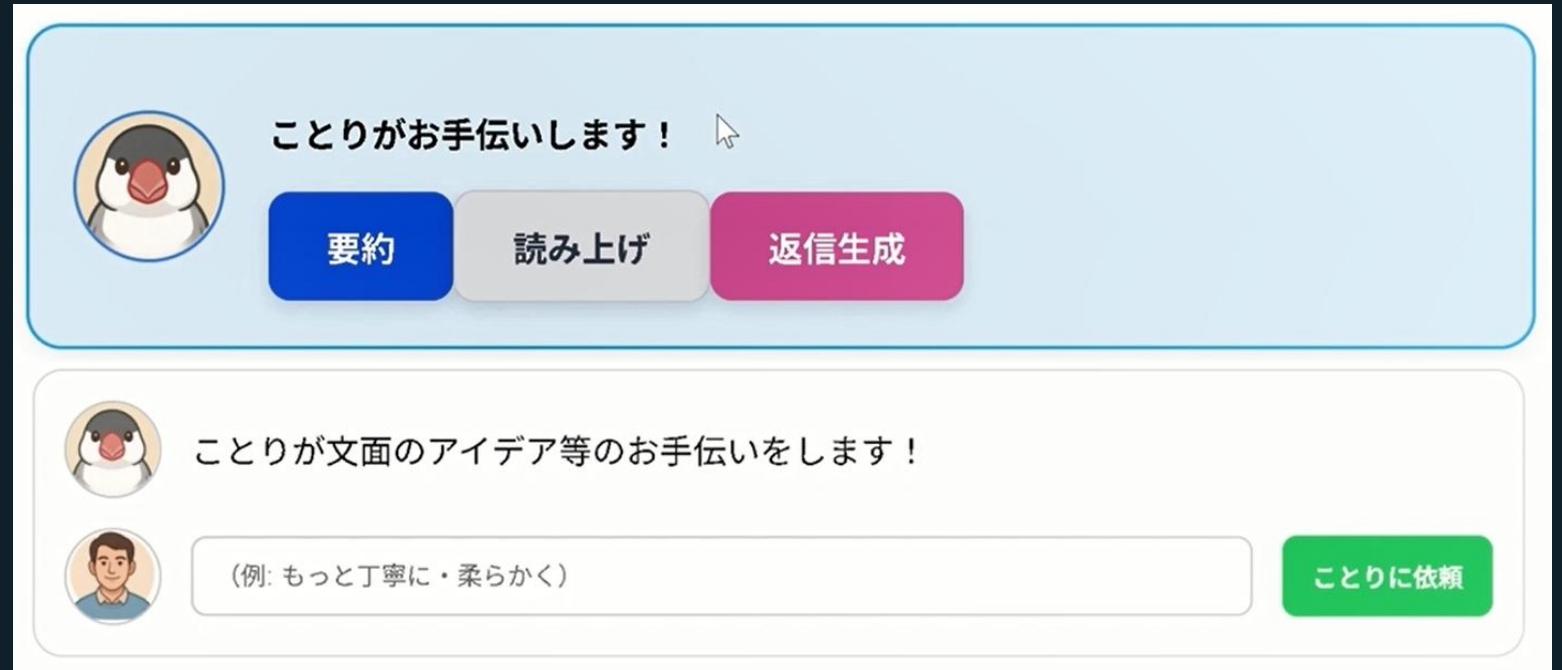 ことりがお手伝いします！
要約 読み上げ 返信生成
ことりが文面のアイデア等のお手伝いをします！
（例: もっと丁寧に・柔らかく） ことりに依頼